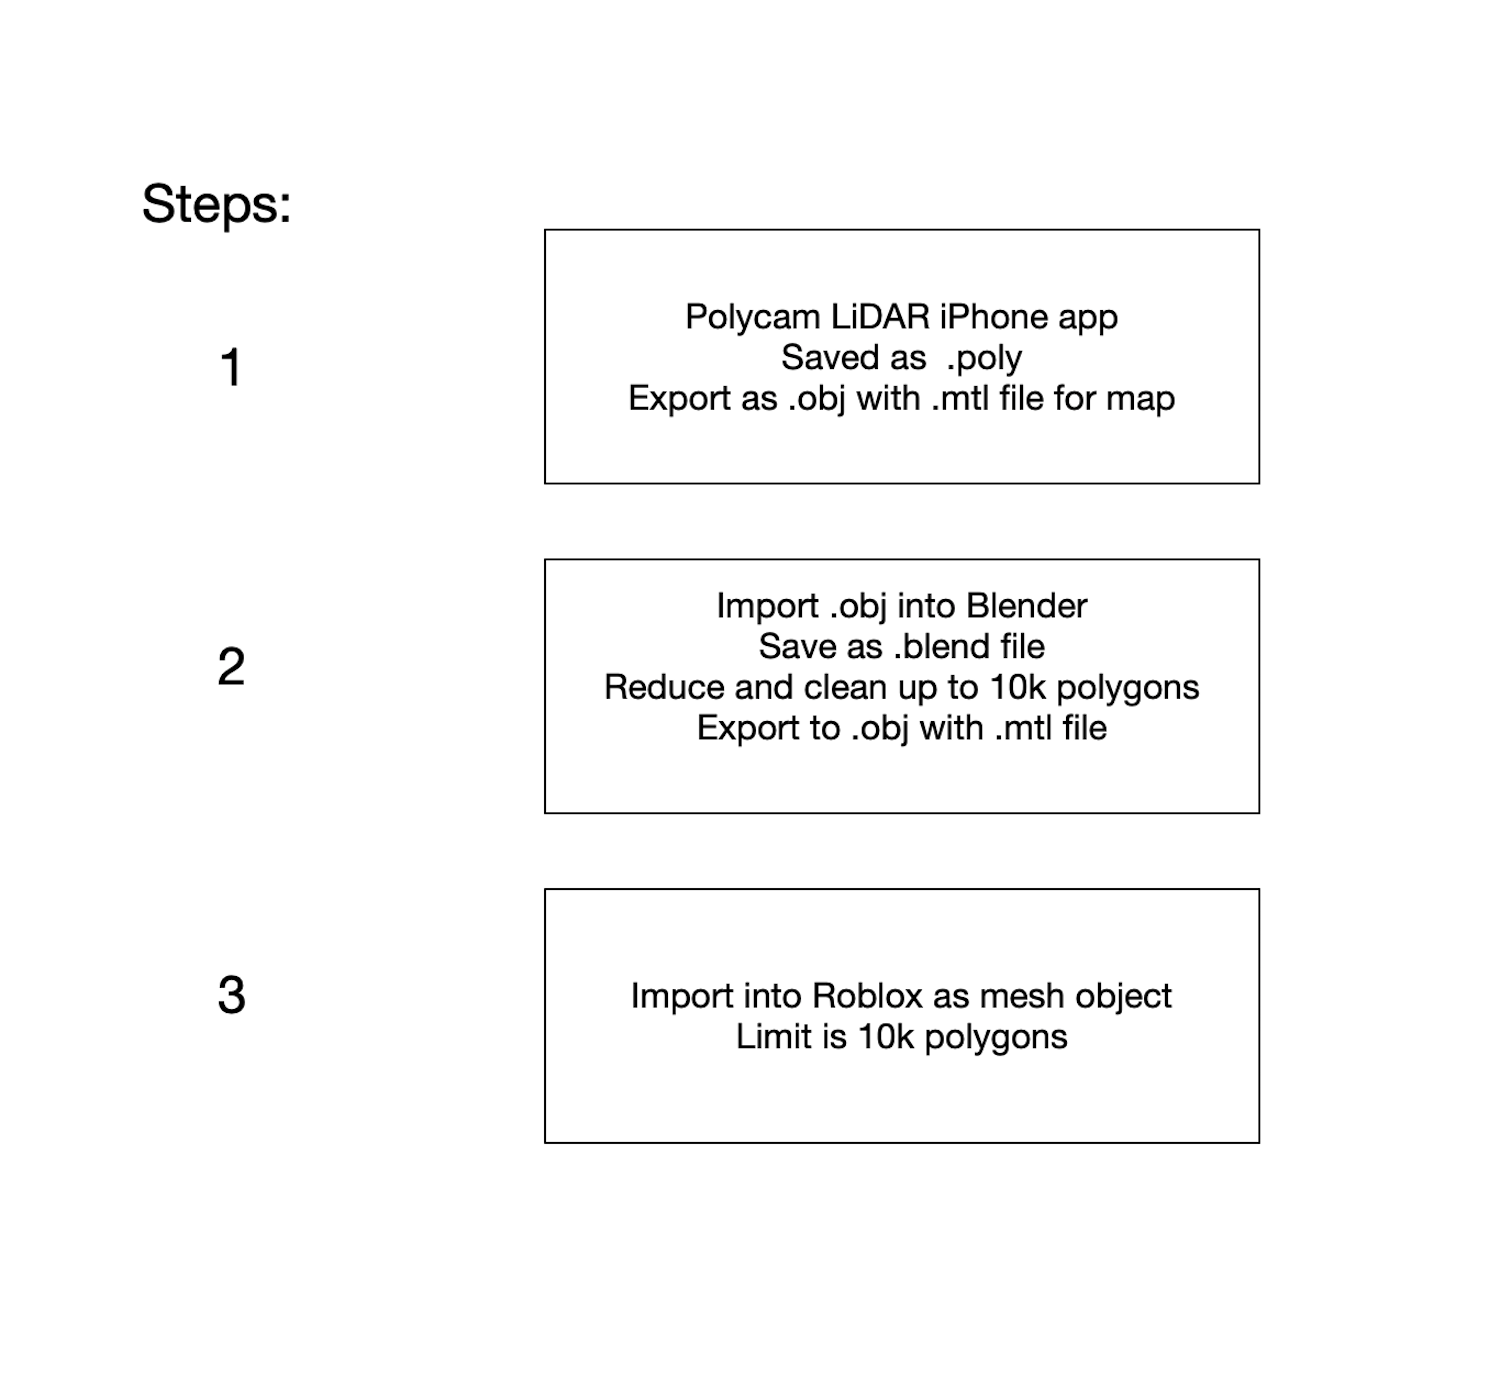 Steps:
1
Polycam LiDAR iPhone app
Saved as  .poly
Export as .obj with .mtl file for map
2
Import .obj into Blender
Save as .blend file
Reduce and clean up to 10k polygons
Export to .obj with .mtl file
3
Import into Roblox as mesh object
Limit is 10k polygons